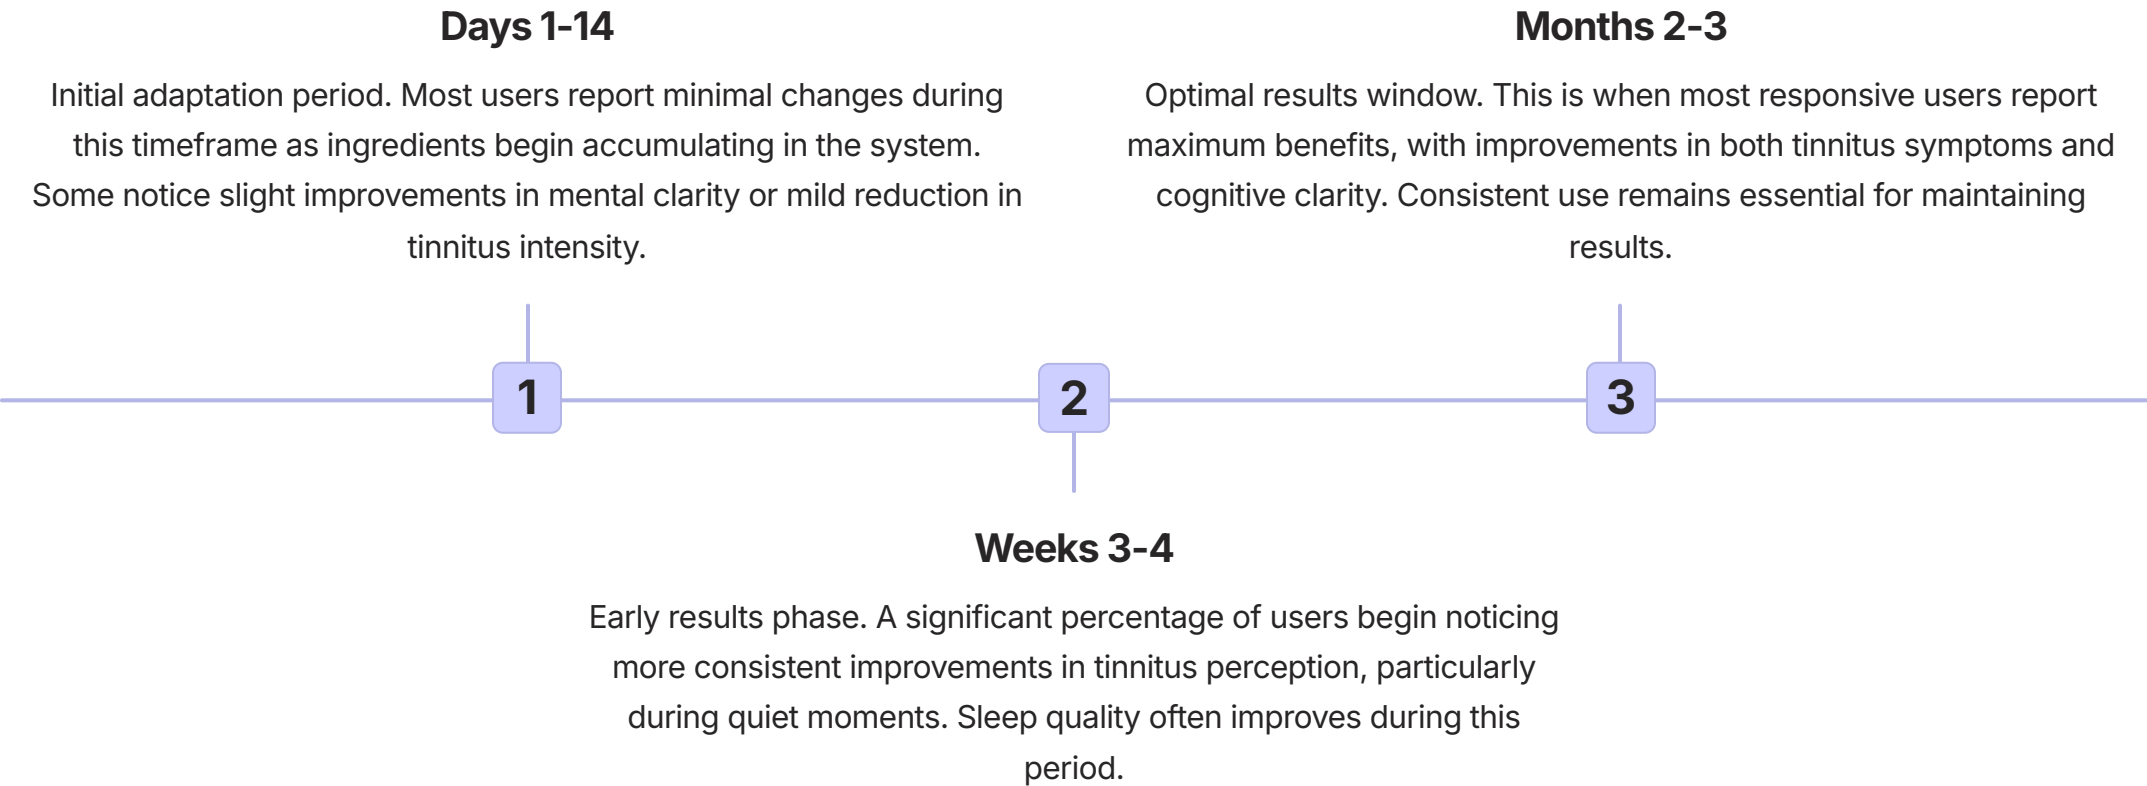 Days 1-14
Initial adaptation period. Most users report minimal changes during
this timeframe as ingredients begin accumulating in the system.
Some notice slight improvements in mental clarity or mild reduction in
tinnitus intensity.
Months 2-3
Optimal results window. This is when most responsive users report
maximum benefits, with improvements in both tinnitus symptoms and
cognitive clarity. Consistent use remains essential for maintaining
results.
1
2
3
Weeks 3-4
Early results phase. A significant percentage of users begin noticing
more consistent improvements in tinnitus perception, particularly
during quiet moments. Sleep quality often improves during this
period.